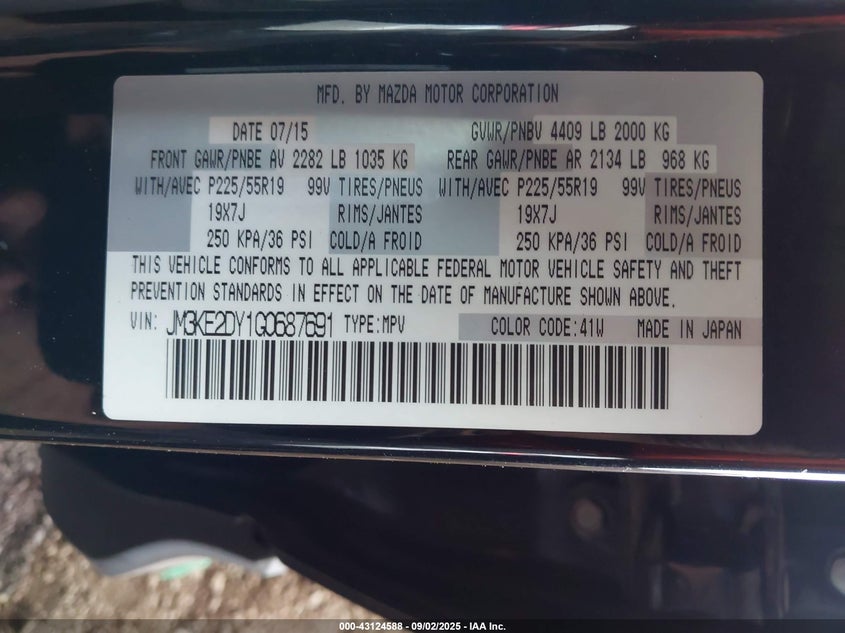 MFD. BY MAZDA MOTOR CORPORATION
DATE 07/15 GVWR/PNBV 4409 LB 2000 KG
FRONT GAWR/PNBE AV 2282 LB 1035 KG REAR GAWR/PNBE AR 2134 LB 968 KG
WITH/AVEC P225/55R19 99V TIRES/PNEUS WITH/AVEC P225/55R19 99V TIRES/PNEUS
19X7J RIMS/JANTES 19X7J RIMS/JANTES
250 KPA/36 PSI COLD/A FROID 250 KPA/36 PSI COLD/A FROID
THIS VEHICLE CONFORMS TO ALL APPLICABLE FEDERAL MOTOR VEHICLE SAFETY AND THEFT
PREVENTION STANDARDS IN EFFECT ON THE DATE OF MANUFACTURE SHOWN ABOVE.
VIN: JM3KE2DY1G0687691 TYPE:MPV COLOR CODE:41W MADE IN JAPAN
000-43124588 - 09/02/2025 - IAA Inc.